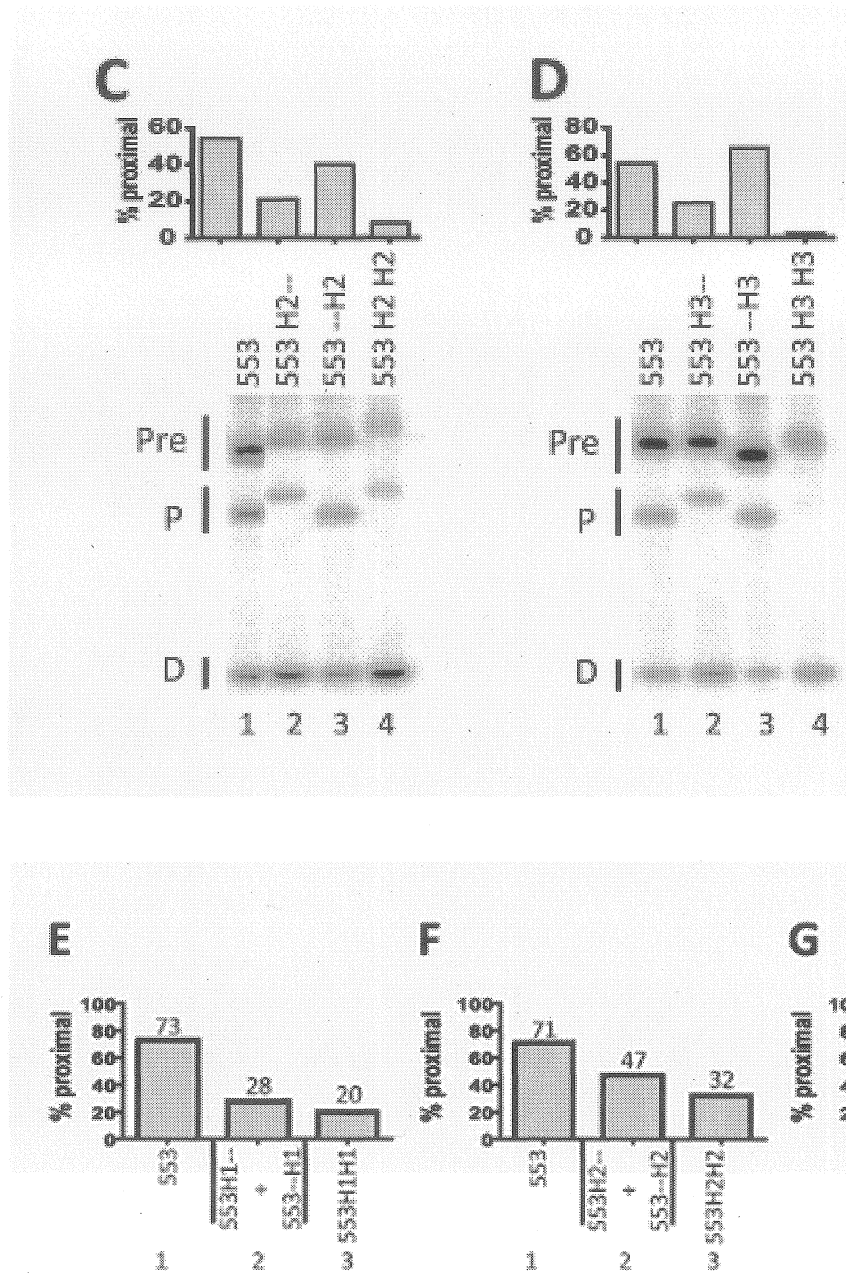 C
% proximal
60
40
20
0
553
553 H2--
553 --H2
553 H2 H2
Pre
P
D
1 2 3 4
D
% proximal
80
60
40
20
0
553
553 H3--
553 --H3
553 H3 H3
Pre
P
D
1 2 3 4
E
% proximal
100
80
60
40
20
0
73
28
20
553
553H1--
+
553--H1
553H1H1
1 2 3
F
% proximal
100
80
60
40
20
0
71
47
32
553
553H2--
+
553--H2
553H2H2
1 2 3
G
% proximal